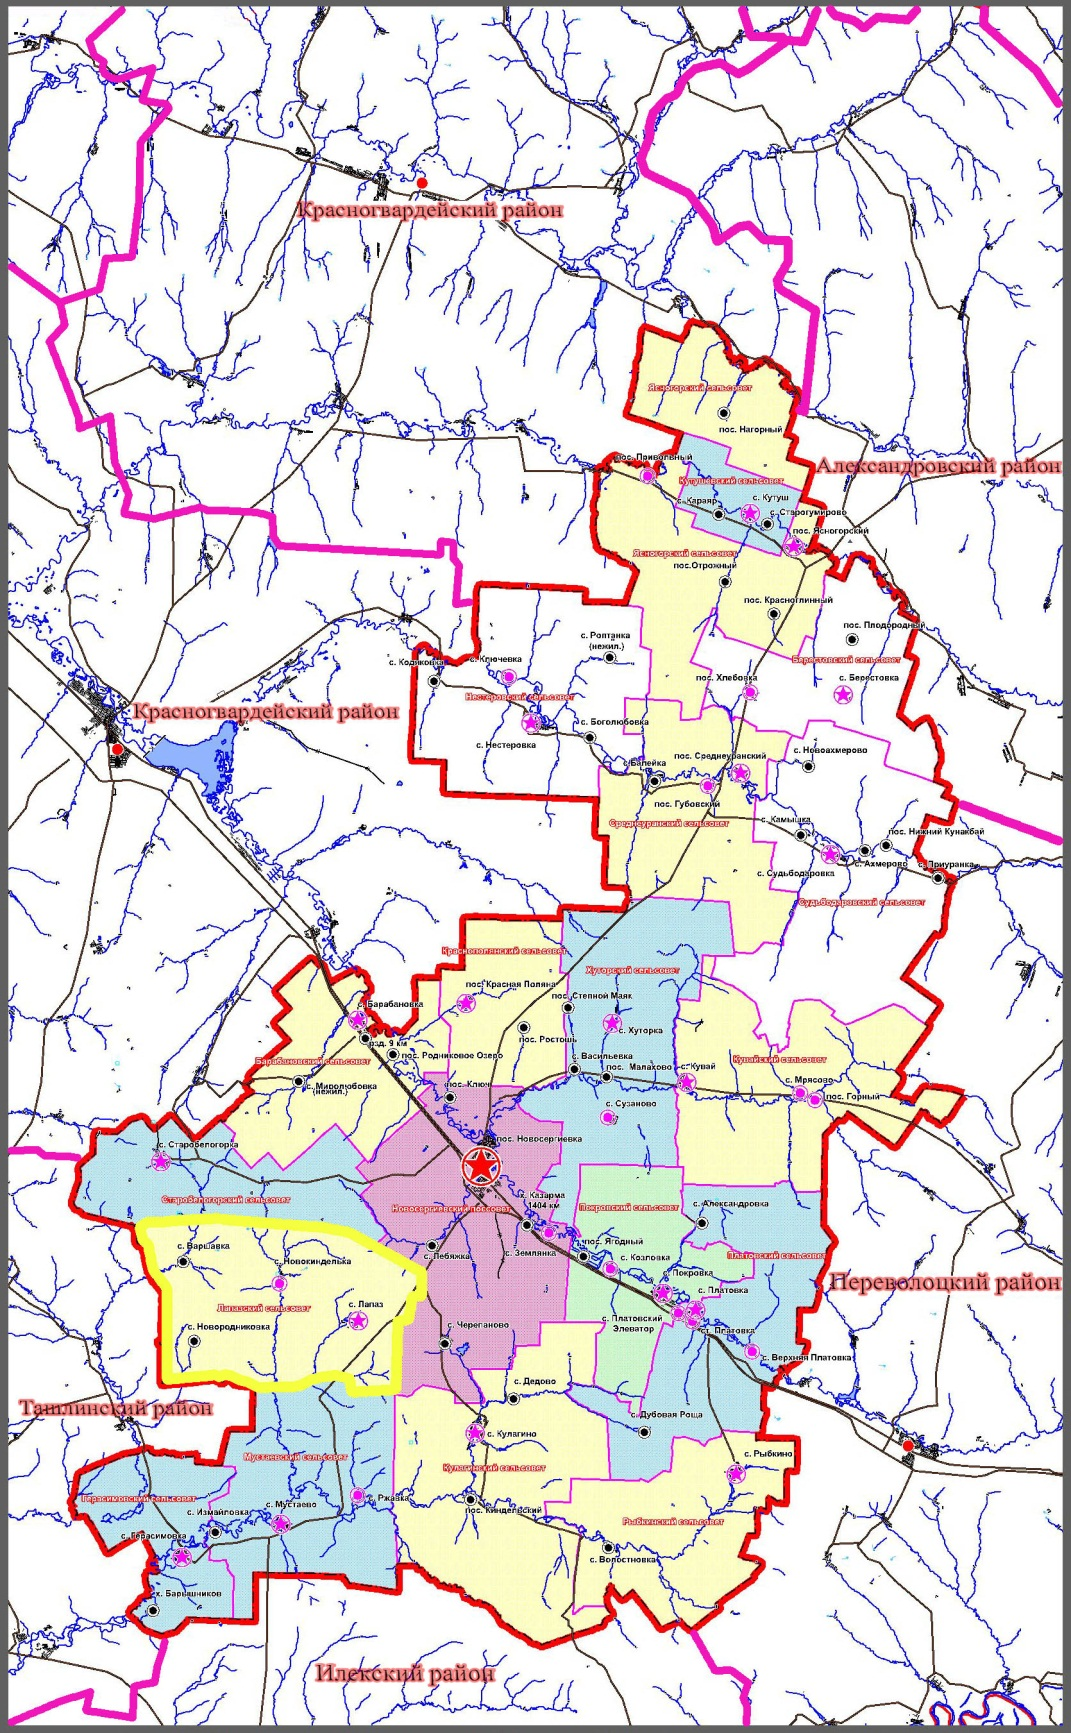 Красногвардейский район
Ясногорский сельсовет
пос. Нагорный
пос. Привольный
Александровский район
Кутушевский сельсовет
с. Караяр
с. Кутуш
с. Старогумирово
пос. Ясногорский
Ясногорский сельсовет
пос.Отрожный
пос. Красноглинный
пос. Плодородный
с. Роптанка
(нежил.)
с. Кодяковка
с. Ключевка
Берестовский сельсовет
пос. Хлебовка
с. Берестовка
Нестеровский сельсовет
Красногвардейский район
с. Боголюбовка
с. Нестеровка
с. Новоахмерово
пос. Среднеуранский
с. Балейка
пос. Губовский
Среднеуранский сельсовет
с. Камышка
пос. Нижний Кунакбай
с. Ахмерово
с. Приуранка
с. Судьбодаровка
Судьбодаровский сельсовет
Краснополянский сельсовет
Хуторский сельсовет
пос. Красная Поляна
пос. Степной Маяк
с. Барабановка
с. Хуторка
рзд. 9 км
пос. Ростошь
пос. Родниковое Озеро
с. Васильевка
Кувайский сельсовет
Барабановский сельсовет
пос. Малахово
с. Кувай
с. Миролюбовка
(нежил.)
пос. Ключ
с. Мрясово
пос. Горный
с. Сузаново
с. Старобелогорка
пос. Новосергиевка
Старобелогорский сельсовет
х. Казарма
1404 км
Покровский сельсовет
с. Александровка
Новосергиевский поссовет
с. Варшавка
с. Лебяжка
с. Землянка
пос. Ягодный
Платовский сельсовет
с. Новокинделька
с. Козловка
с. Покровка
Переволоцкий район
с. Платовка
Лапазский сельсовет
с. Лапаз
с. Новородниковка
с. Черепаново
с. Платовский
Элеватор
ст. Платовка
с. Верхняя Платовка
с. Дедово
Ташлинский район
с. Дубовая Роща
с. Кулагино
с. Рыбкино
Мустаевский сельсовет
Кулагинский сельсовет
Герасимовский сельсовет
с. Ржавка
с. Мустаево
с. Измайловка
пос. Киндельский
Рыбкинский сельсовет
с. Герасимовка
с. Волостновка
х. Барышников
Илекский район